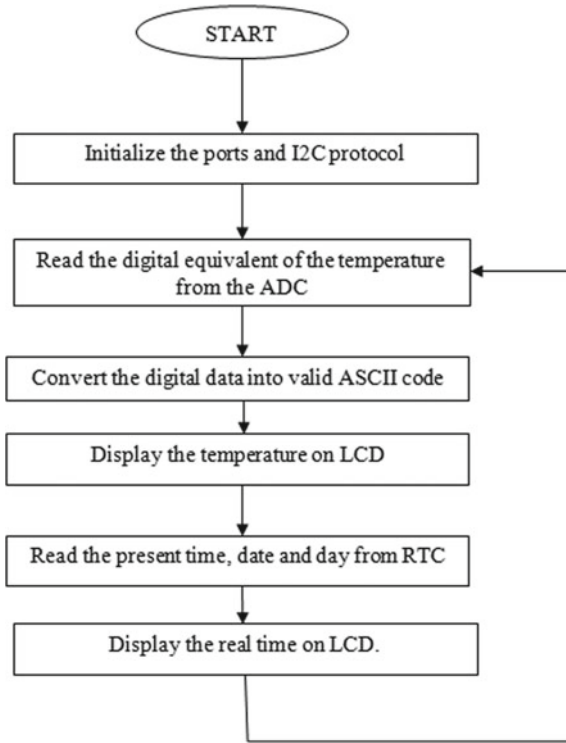 START
Initialize the ports and I2C protocol
Read the digital equivalent of the temperature
from the ADC
Convert the digital data into valid ASCII code
Display the temperature on LCD
Read the present time, date and day from RTC
Display the real time on LCD.